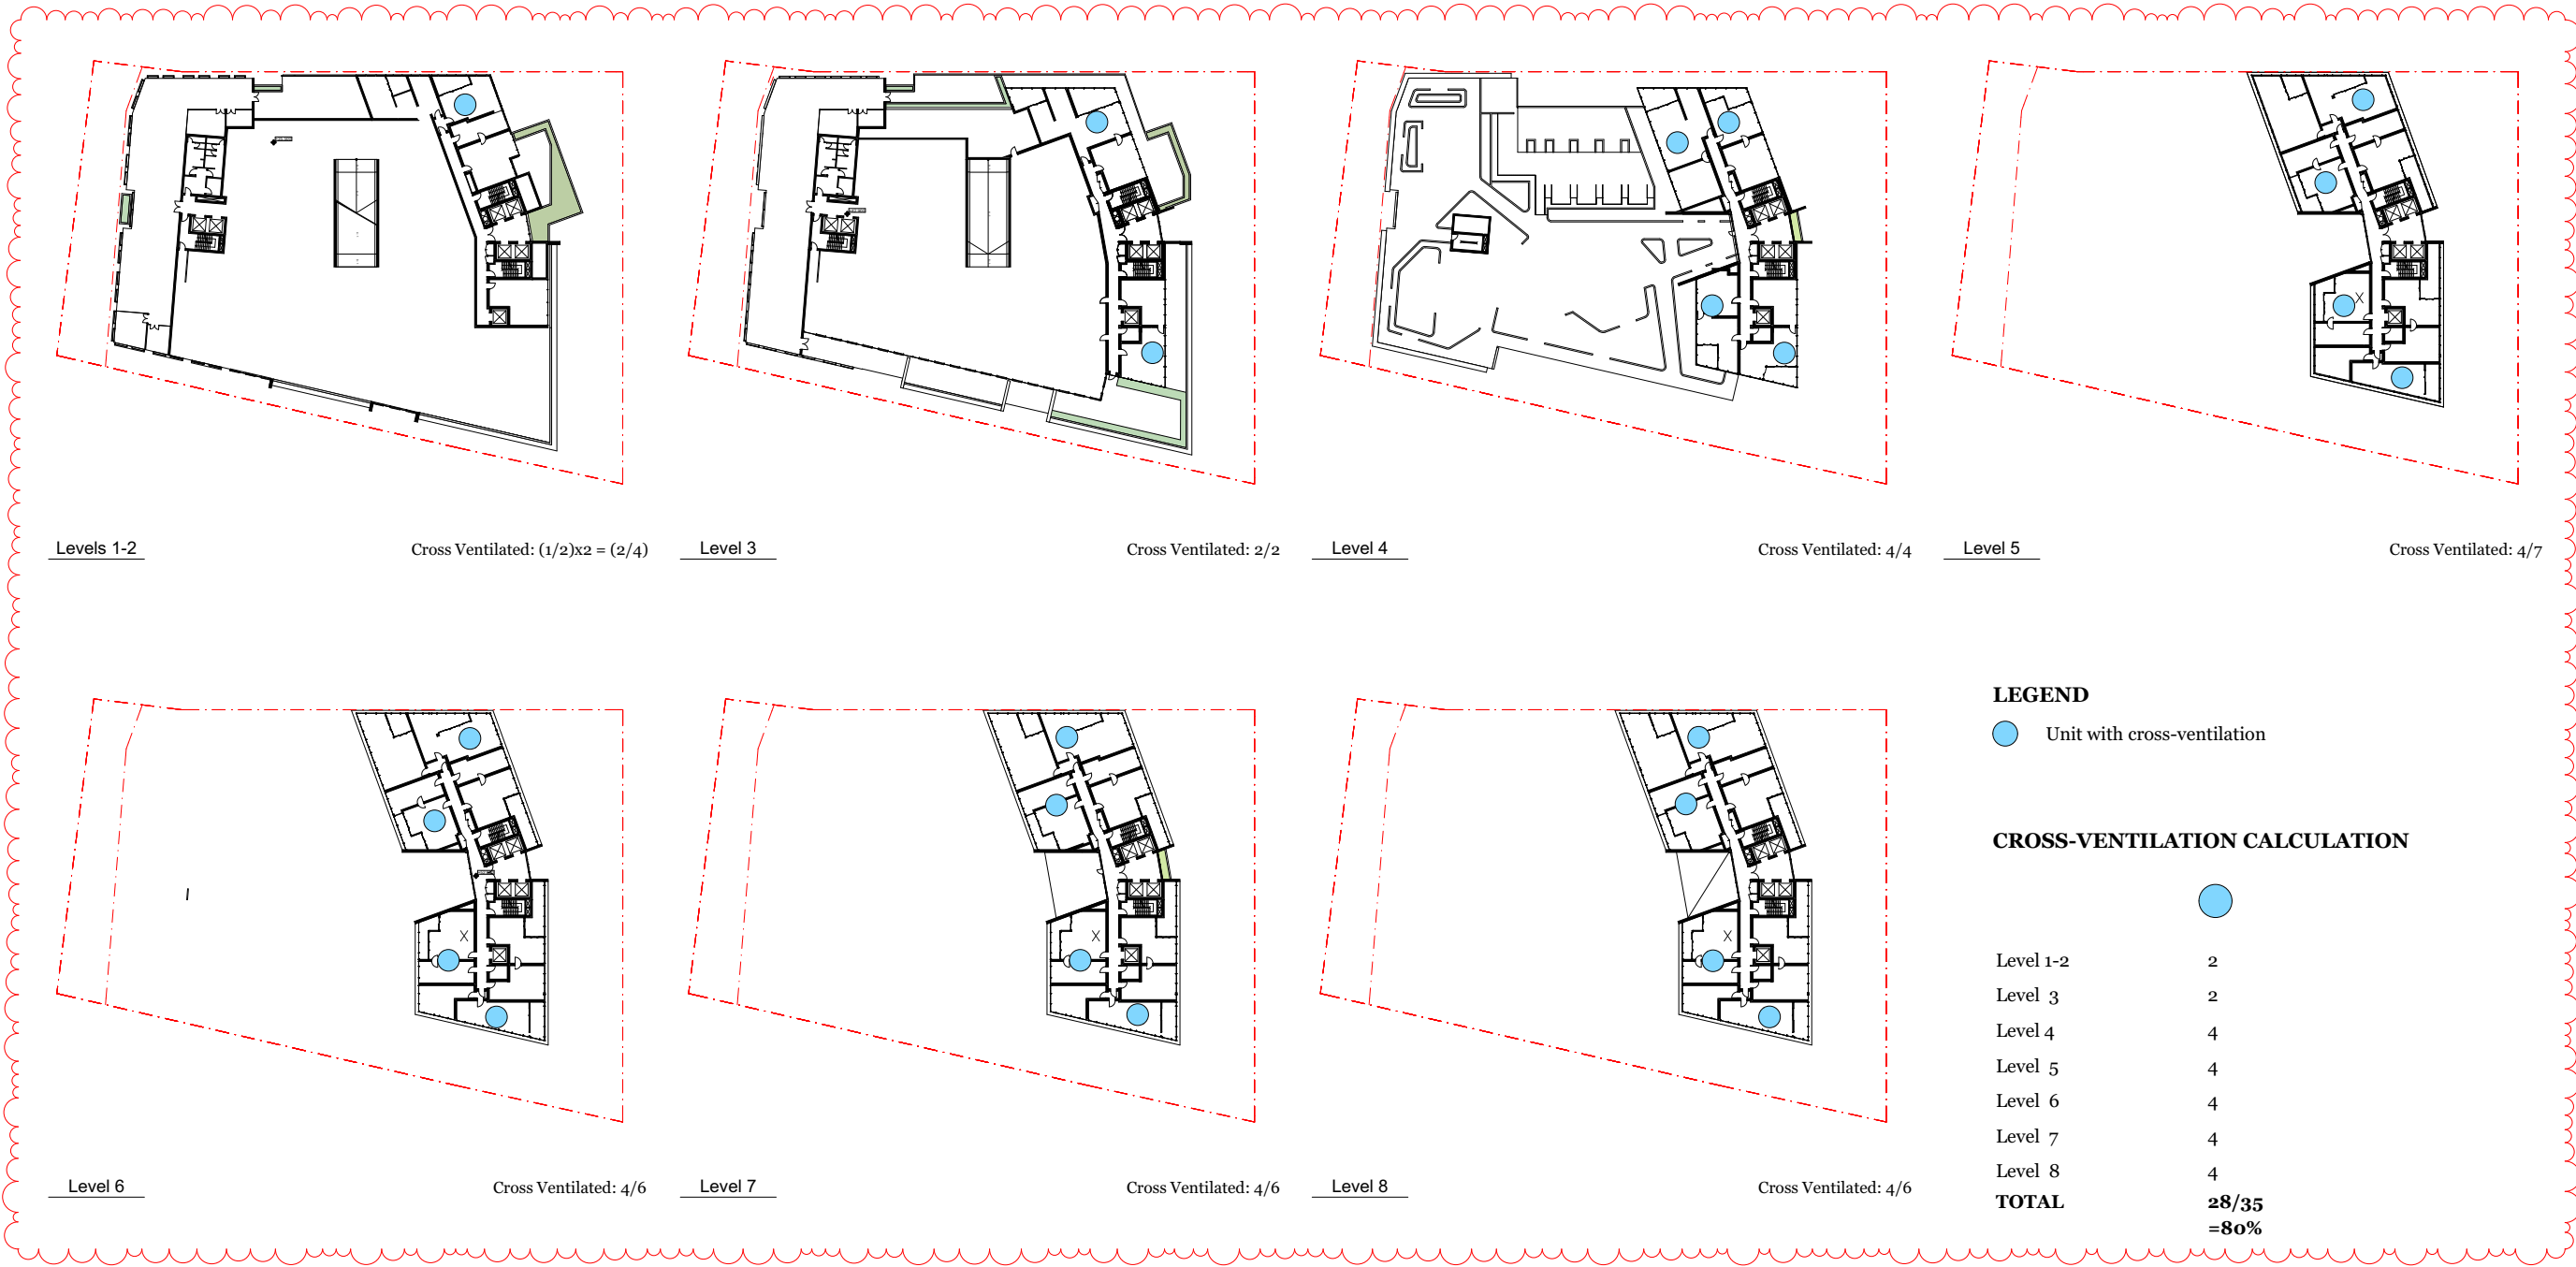 Levels 1-2
Cross Ventilated: (1/2)x2 = (2/4)
Level 3
Cross Ventilated: 2/2
Level 4
Cross Ventilated: 4/4
Level 5
Cross Ventilated: 4/7
LEGEND
Unit with cross-ventilation
CROSS-VENTILATION CALCULATION
Level 1-2 2
Level 3 2
Level 4 4
Level 5 4
Level 6 4
Level 7 4
Level 8 4
TOTAL 28/35
=80%
Level 6
Cross Ventilated: 4/6
Level 7
Cross Ventilated: 4/6
Level 8
Cross Ventilated: 4/6